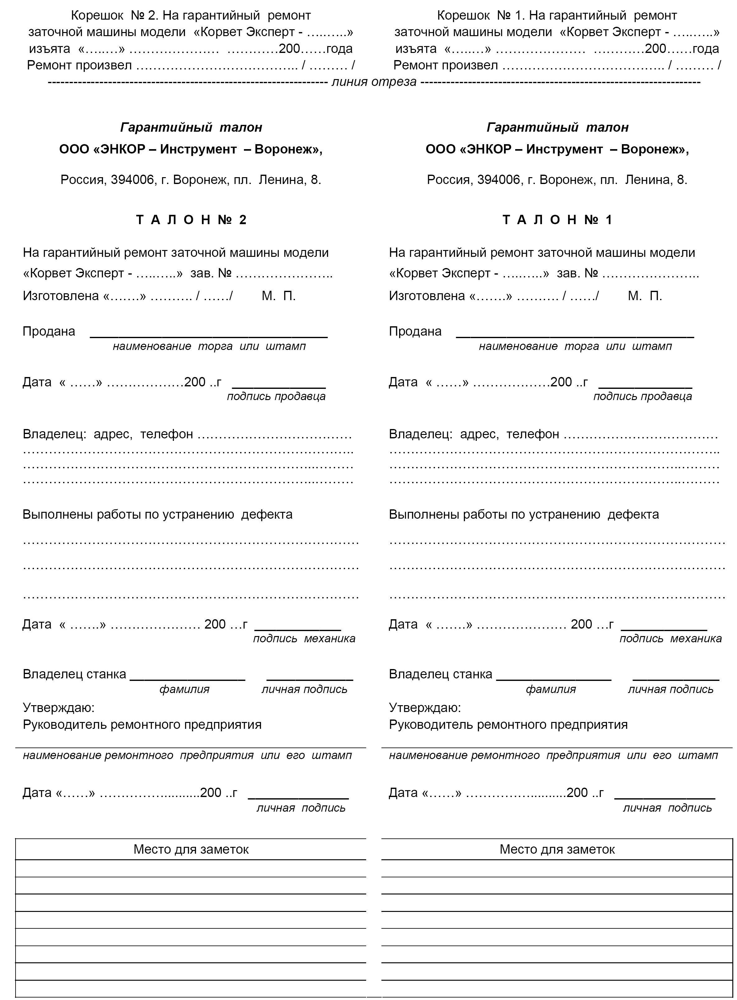 Корешок № 2. На гарантийный ремонт
заточной машины модели «Корвет Эксперт - ………..»
изъята «…….» ………………… …………200……года
Ремонт произвел ……………………………….. / ……… /
Корешок № 1. На гарантийный ремонт
заточной машины модели «Корвет Эксперт - ………..»
изъята «…….» ………………… …………200……года
Ремонт произвел ……………………………….. / ……… /
----------------------------------------------------------------- линия отреза -----------------------------------------------------------------
Гарантийный талон
ООО «ЭНКОР – Инструмент – Воронеж»,
Россия, 394006, г. Воронеж, пл. Ленина, 8.
Т А Л О Н № 2
На гарантийный ремонт заточной машины модели
«Корвет Эксперт - ………..» зав. № …………………..
Изготовлена «…….» ………. / ……/ М. П.
Продана _________________________________
наименование торга или штамп
Дата « ……» ………………200 ..г _____________
подпись продавца
Владелец: адрес, телефон ………………………………
…………………………………………………………………..
…………………………………………………………..………
…………………………………………………………..………
Выполнены работы по устранению дефекта
……………………………………………………………………
……………………………………………………………………
……………………………………………………………………
Дата « …….» ………………… 200 …г ____________
подпись механика
Владелец станка ________________ ____________
фамилия личная подпись
Утверждаю:
Руководитель ремонтного предприятия
наименование ремонтного предприятия или его штамп
Дата «……» ……………..........200 ..г ______________
личная подпись
Место для заметок
Гарантийный талон
ООО «ЭНКОР – Инструмент – Воронеж»,
Россия, 394006, г. Воронеж, пл. Ленина, 8.
Т А Л О Н № 1
На гарантийный ремонт заточной машины модели
«Корвет Эксперт - ………..» зав. № …………………..
Изготовлена «…….» ………. / ……/ М. П.
Продана _________________________________
наименование торга или штамп
Дата « ……» ………………200 ..г _____________
подпись продавца
Владелец: адрес, телефон ………………………………
…………………………………………………………………..
…………………………………………………………..………
…………………………………………………………..………
Выполнены работы по устранению дефекта
……………………………………………………………………
……………………………………………………………………
……………………………………………………………………
Дата « …….» ………………… 200 …г ____________
подпись механика
Владелец станка ________________ ____________
фамилия личная подпись
Утверждаю:
Руководитель ремонтного предприятия
наименование ремонтного предприятия или его штамп
Дата «……» ……………..........200 ..г ______________
личная подпись
Место для заметок